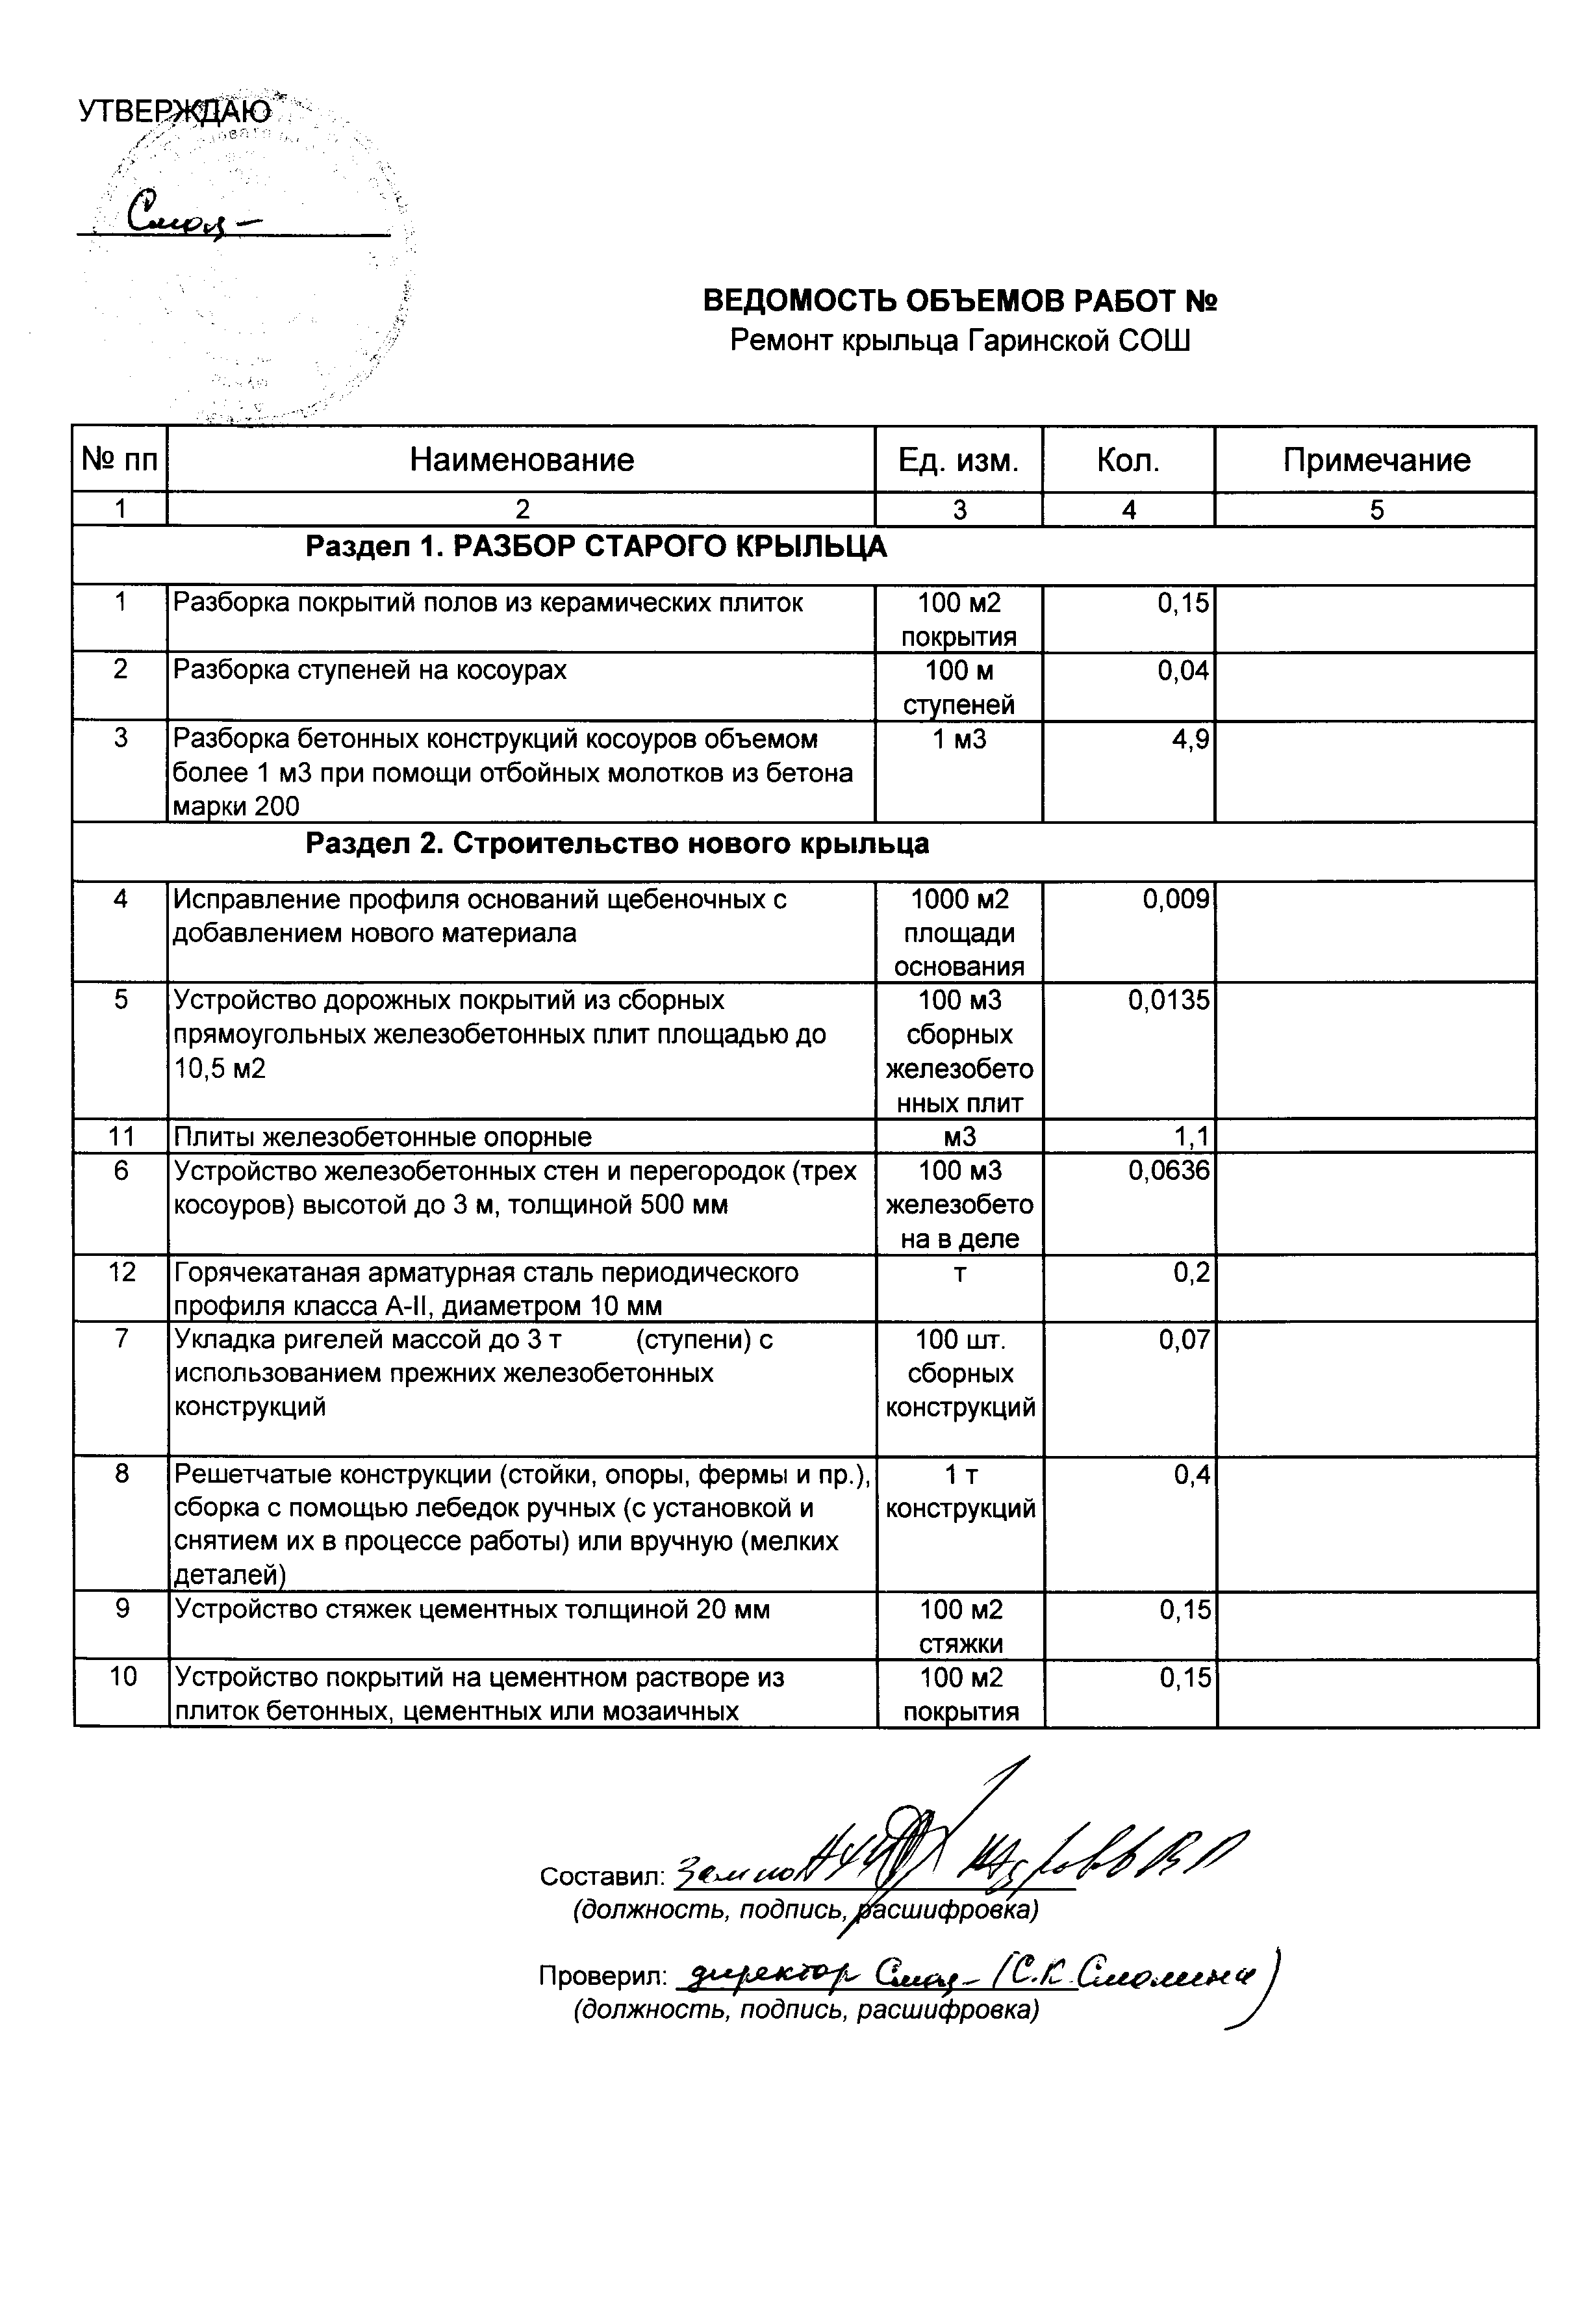 УТВЕРЖДАЮ
ВЕДОМОСТЬ ОБЪЕМОВ РАБОТ №
Ремонт крыльца Гаринской СОШ
№ пп Наименование Ед. изм. Кол. Примечание
1 2 3 4 5
Раздел 1. РАЗБОР СТАРОГО КРЫЛЬЦА
1 Разборка покрытий полов из керамических плиток 100 м2 0,15
покрытия
2 Разборка ступеней на косоурах 100 м 0,04
ступеней
3 Разборка бетонных конструкций косоуров объемом 1 м3 4,9
более 1 м3 при помощи отбойных молотков из бетона
марки 200
Раздел 2. Строительство нового крыльца
4 Исправление профиля оснований щебеночных с 1000 м2 0,009
добавлением нового материала площади
основания
5 Устройство дорожных покрытий из сборных 100 м3 0,0135
прямоугольных железобетонных плит площадью до сборных
10,5 м2 железобето
нных плит
11 Плиты железобетонные опорные м3 1,1
6 Устройство железобетонных стен и перегородок (трех 100 м3 0,0636
косоуров) высотой до 3 м, толщиной 500 мм железобето
на в деле
12 Горячекатаная арматурная сталь периодического т 0,2
профиля класса А-II, диаметром 10 мм
7 Укладка ригелей массой до 3 т (ступени) с 100 шт. 0,07
использованием прежних железобетонных сборных
конструкций конструкций
8 Решетчатые конструкции (стойки, опоры, фермы и пр.), 1 т 0,4
сборка с помощью лебедок ручных (с установкой и конструкций
снятием их в процессе работы) или вручную (мелких
деталей)
9 Устройство стяжек цементных толщиной 20 мм 100 м2 0,15
стяжки
10 Устройство покрытий на цементном растворе из 100 м2 0,15
плиток бетонных, цементных или мозаичных покрытия
Составил:
(должность, подпись, расшифровка)
Проверил: директор (С.К. Смолина)
(должность, подпись, расшифровка)